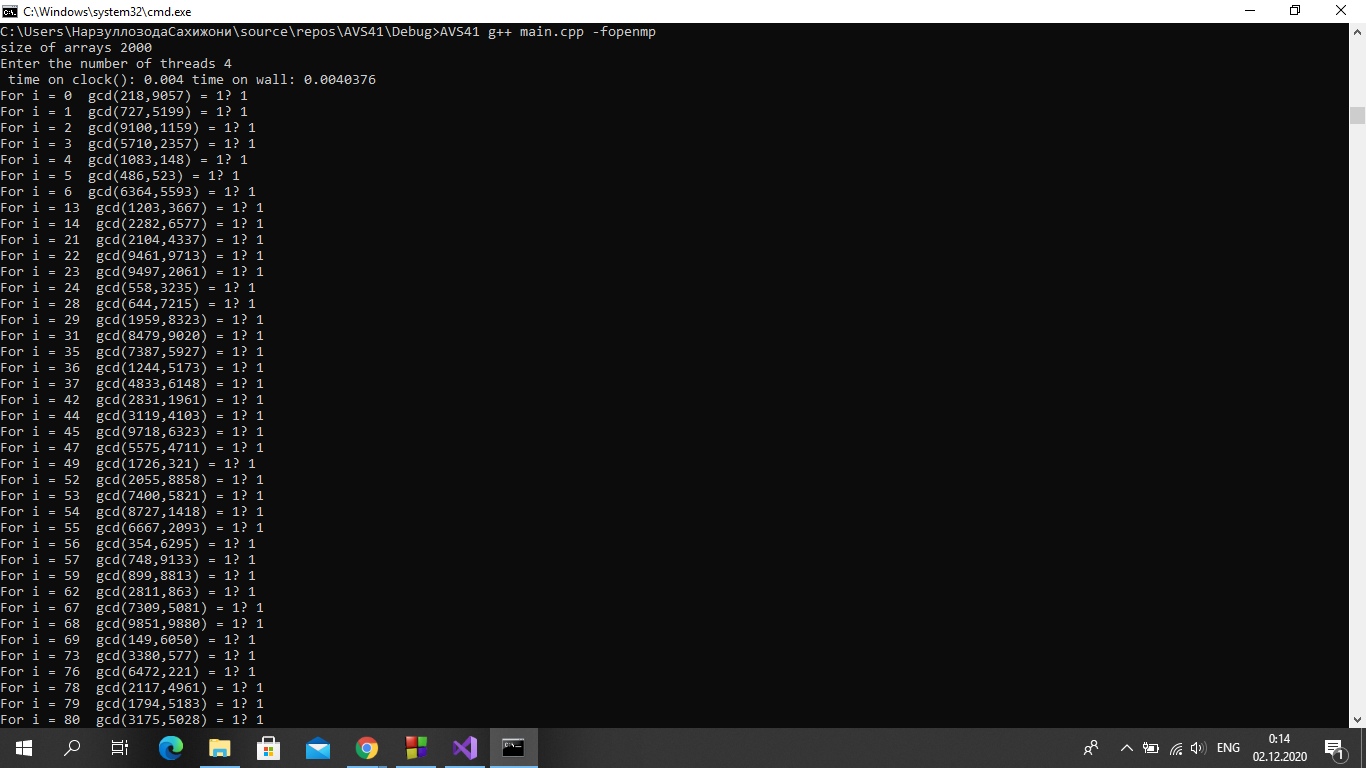 C:\Windows\system32\cmd.exe
C:\Users\НарзуллозодаСахижони\source\repos\AVS41\Debug>AVS41 g++ main.cpp -fopenmp
size of arrays 2000
Enter the number of threads 4
 time on clock(): 0.004 time on wall: 0.0040376
For i = 0  gcd(218,9057) = 1? 1
For i = 1  gcd(727,5199) = 1? 1
For i = 2  gcd(9100,1159) = 1? 1
For i = 3  gcd(5710,2357) = 1? 1
For i = 4  gcd(1083,148) = 1? 1
For i = 5  gcd(486,523) = 1? 1
For i = 6  gcd(6364,5593) = 1? 1
For i = 13  gcd(1203,3667) = 1? 1
For i = 14  gcd(2282,6577) = 1? 1
For i = 21  gcd(2104,4337) = 1? 1
For i = 22  gcd(9461,9713) = 1? 1
For i = 23  gcd(9497,2061) = 1? 1
For i = 24  gcd(558,3235) = 1? 1
For i = 28  gcd(644,7215) = 1? 1
For i = 29  gcd(1959,8323) = 1? 1
For i = 31  gcd(8479,9020) = 1? 1
For i = 35  gcd(7387,5927) = 1? 1
For i = 36  gcd(1244,5173) = 1? 1
For i = 37  gcd(4833,6148) = 1? 1
For i = 42  gcd(2831,1961) = 1? 1
For i = 44  gcd(3119,4103) = 1? 1
For i = 45  gcd(9718,6323) = 1? 1
For i = 47  gcd(5575,4711) = 1? 1
For i = 49  gcd(1726,321) = 1? 1
For i = 52  gcd(2055,8858) = 1? 1
For i = 53  gcd(7400,5821) = 1? 1
For i = 54  gcd(8727,1418) = 1? 1
For i = 55  gcd(6667,2093) = 1? 1
For i = 56  gcd(354,6295) = 1? 1
For i = 57  gcd(748,9133) = 1? 1
For i = 59  gcd(899,8813) = 1? 1
For i = 62  gcd(2811,863) = 1? 1
For i = 67  gcd(7309,5081) = 1? 1
For i = 68  gcd(9851,9880) = 1? 1
For i = 69  gcd(149,6050) = 1? 1
For i = 73  gcd(3380,577) = 1? 1
For i = 76  gcd(6472,221) = 1? 1
For i = 78  gcd(2117,4961) = 1? 1
For i = 79  gcd(1794,5183) = 1? 1
For i = 80  gcd(3175,5028) = 1? 1
ENG
0:14
02.12.2020
1